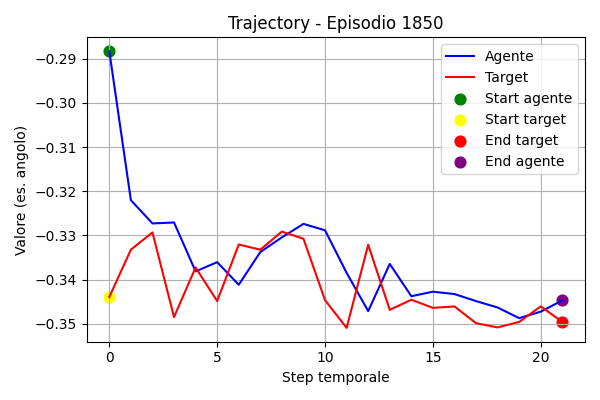 Trajectory - Episodio 1850
Valore (es. angolo)
−0.29
−0.30
−0.31
−0.32
−0.33
−0.34
−0.35
Agente
Target
Start agente
Start target
End target
End agente
0 5 10 15 20
Step temporale